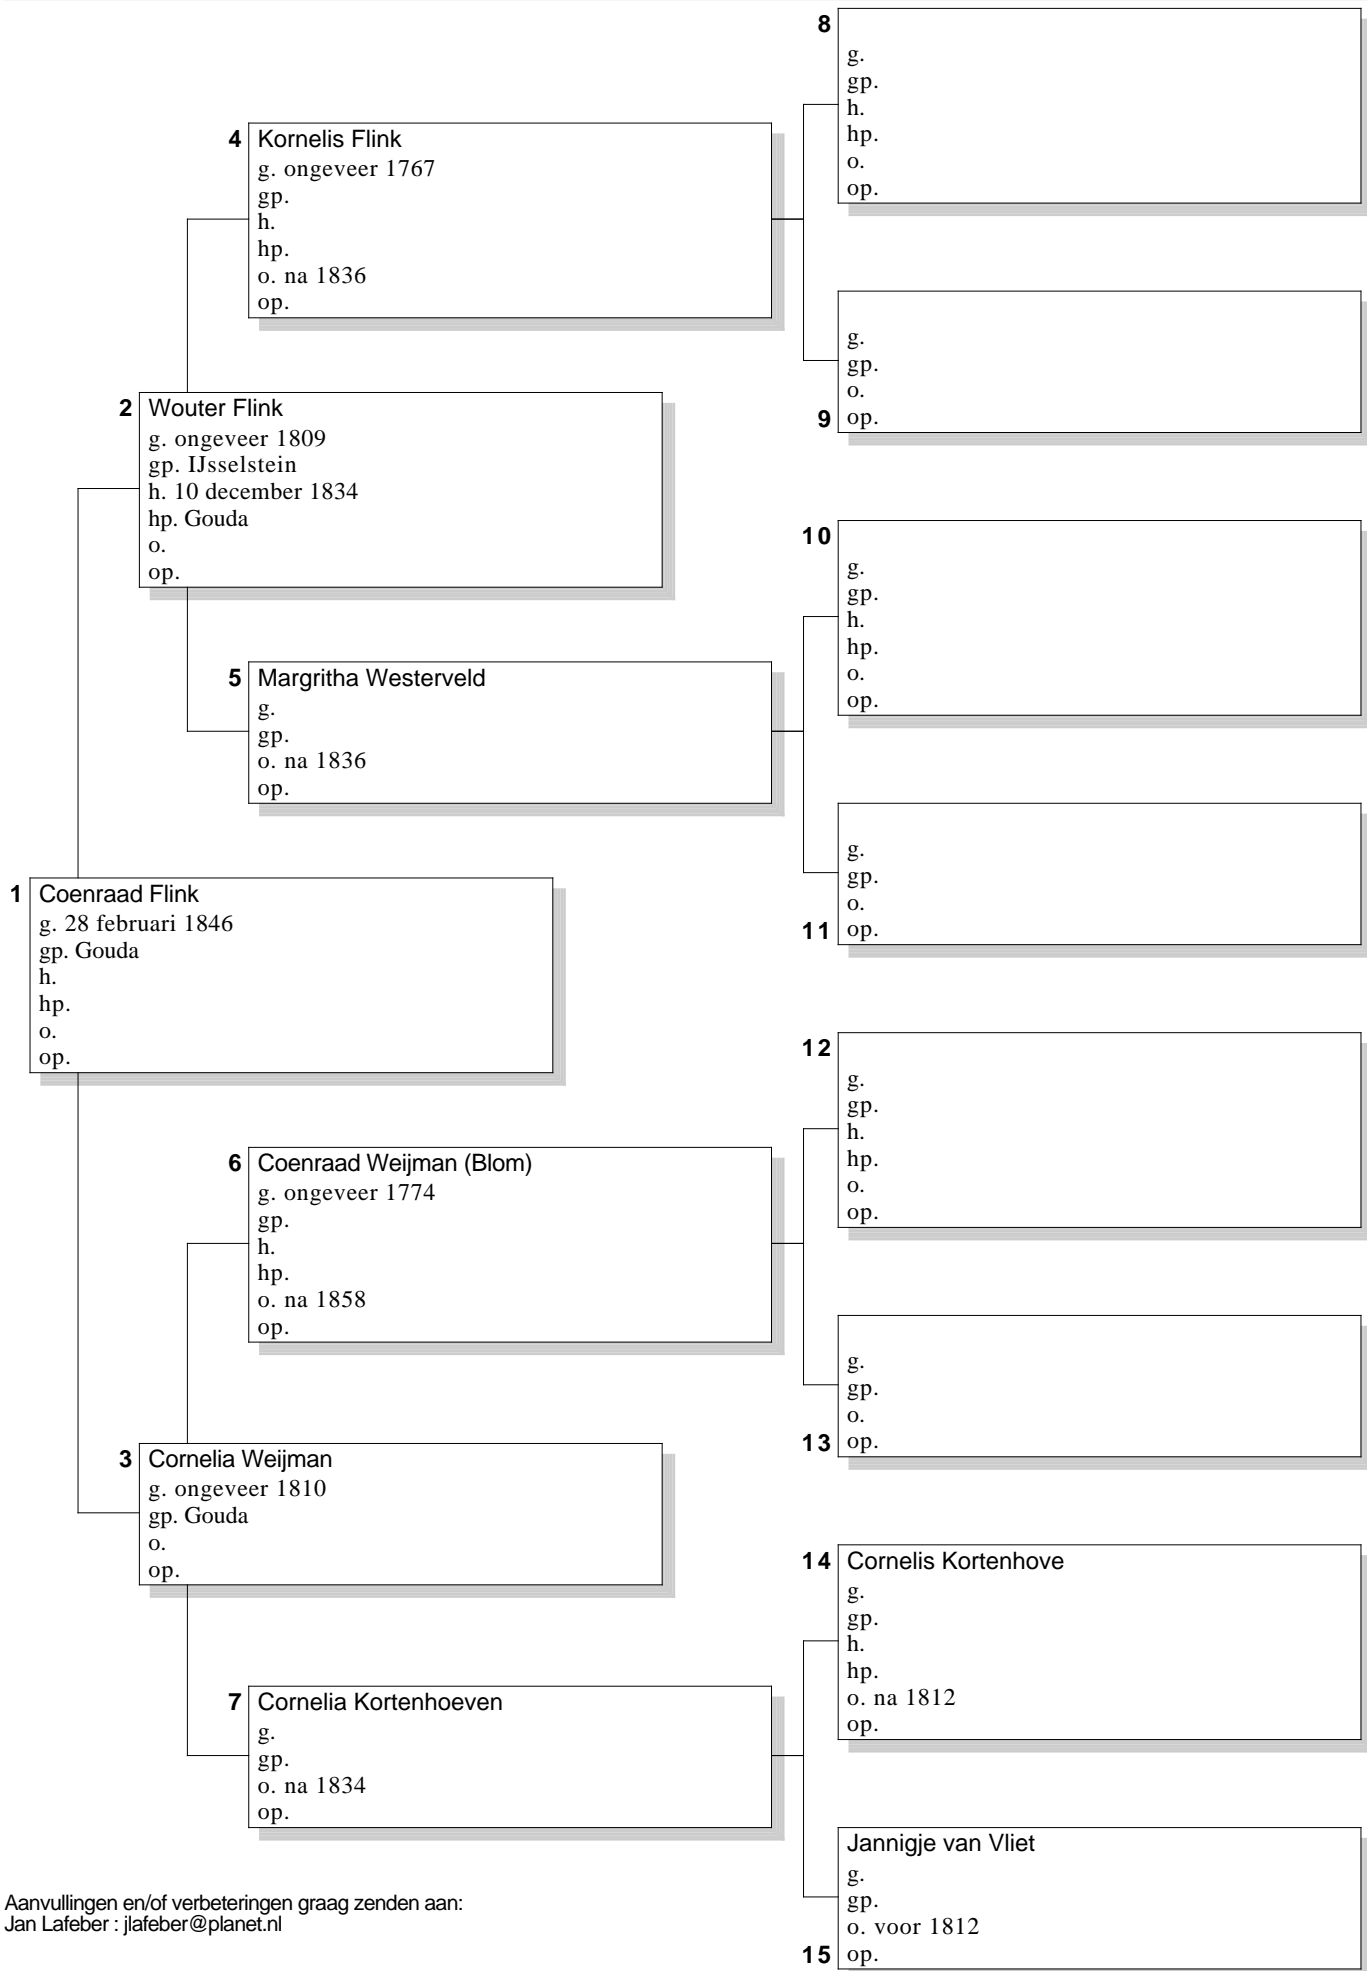 8
g.
gp.
h.
hp.
o.
op.
4 Kornelis Flink
g. ongeveer 1767
gp.
h.
hp.
o. na 1836
op.
g.
gp.
o.
9 op.
2 Wouter Flink
g. ongeveer 1809
gp. IJsselstein
h. 10 december 1834
hp. Gouda
o.
op.
10
g.
gp.
h.
hp.
o.
op.
5 Margritha Westerveld
g.
gp.
o. na 1836
op.
g.
gp.
o.
11 op.
1 Coenraad Flink
g. 28 februari 1846
gp. Gouda
h.
hp.
o.
op.
12
g.
gp.
h.
hp.
o.
op.
6 Coenraad Weijman (Blom)
g. ongeveer 1774
gp.
h.
hp.
o. na 1858
op.
g.
gp.
o.
13 op.
3 Cornelia Weijman
g. ongeveer 1810
gp. Gouda
o.
op.
14 Cornelis Kortenhove
g.
gp.
h.
hp.
o. na 1812
op.
7 Cornelia Kortenhoeven
g.
gp.
o. na 1834
op.
Jannigje van Vliet
g.
gp.
o. voor 1812
15 op.
Aanvullingen en/of verbeteringen graag zenden aan:
Jan Lafeber : jlafeber@planet.nl